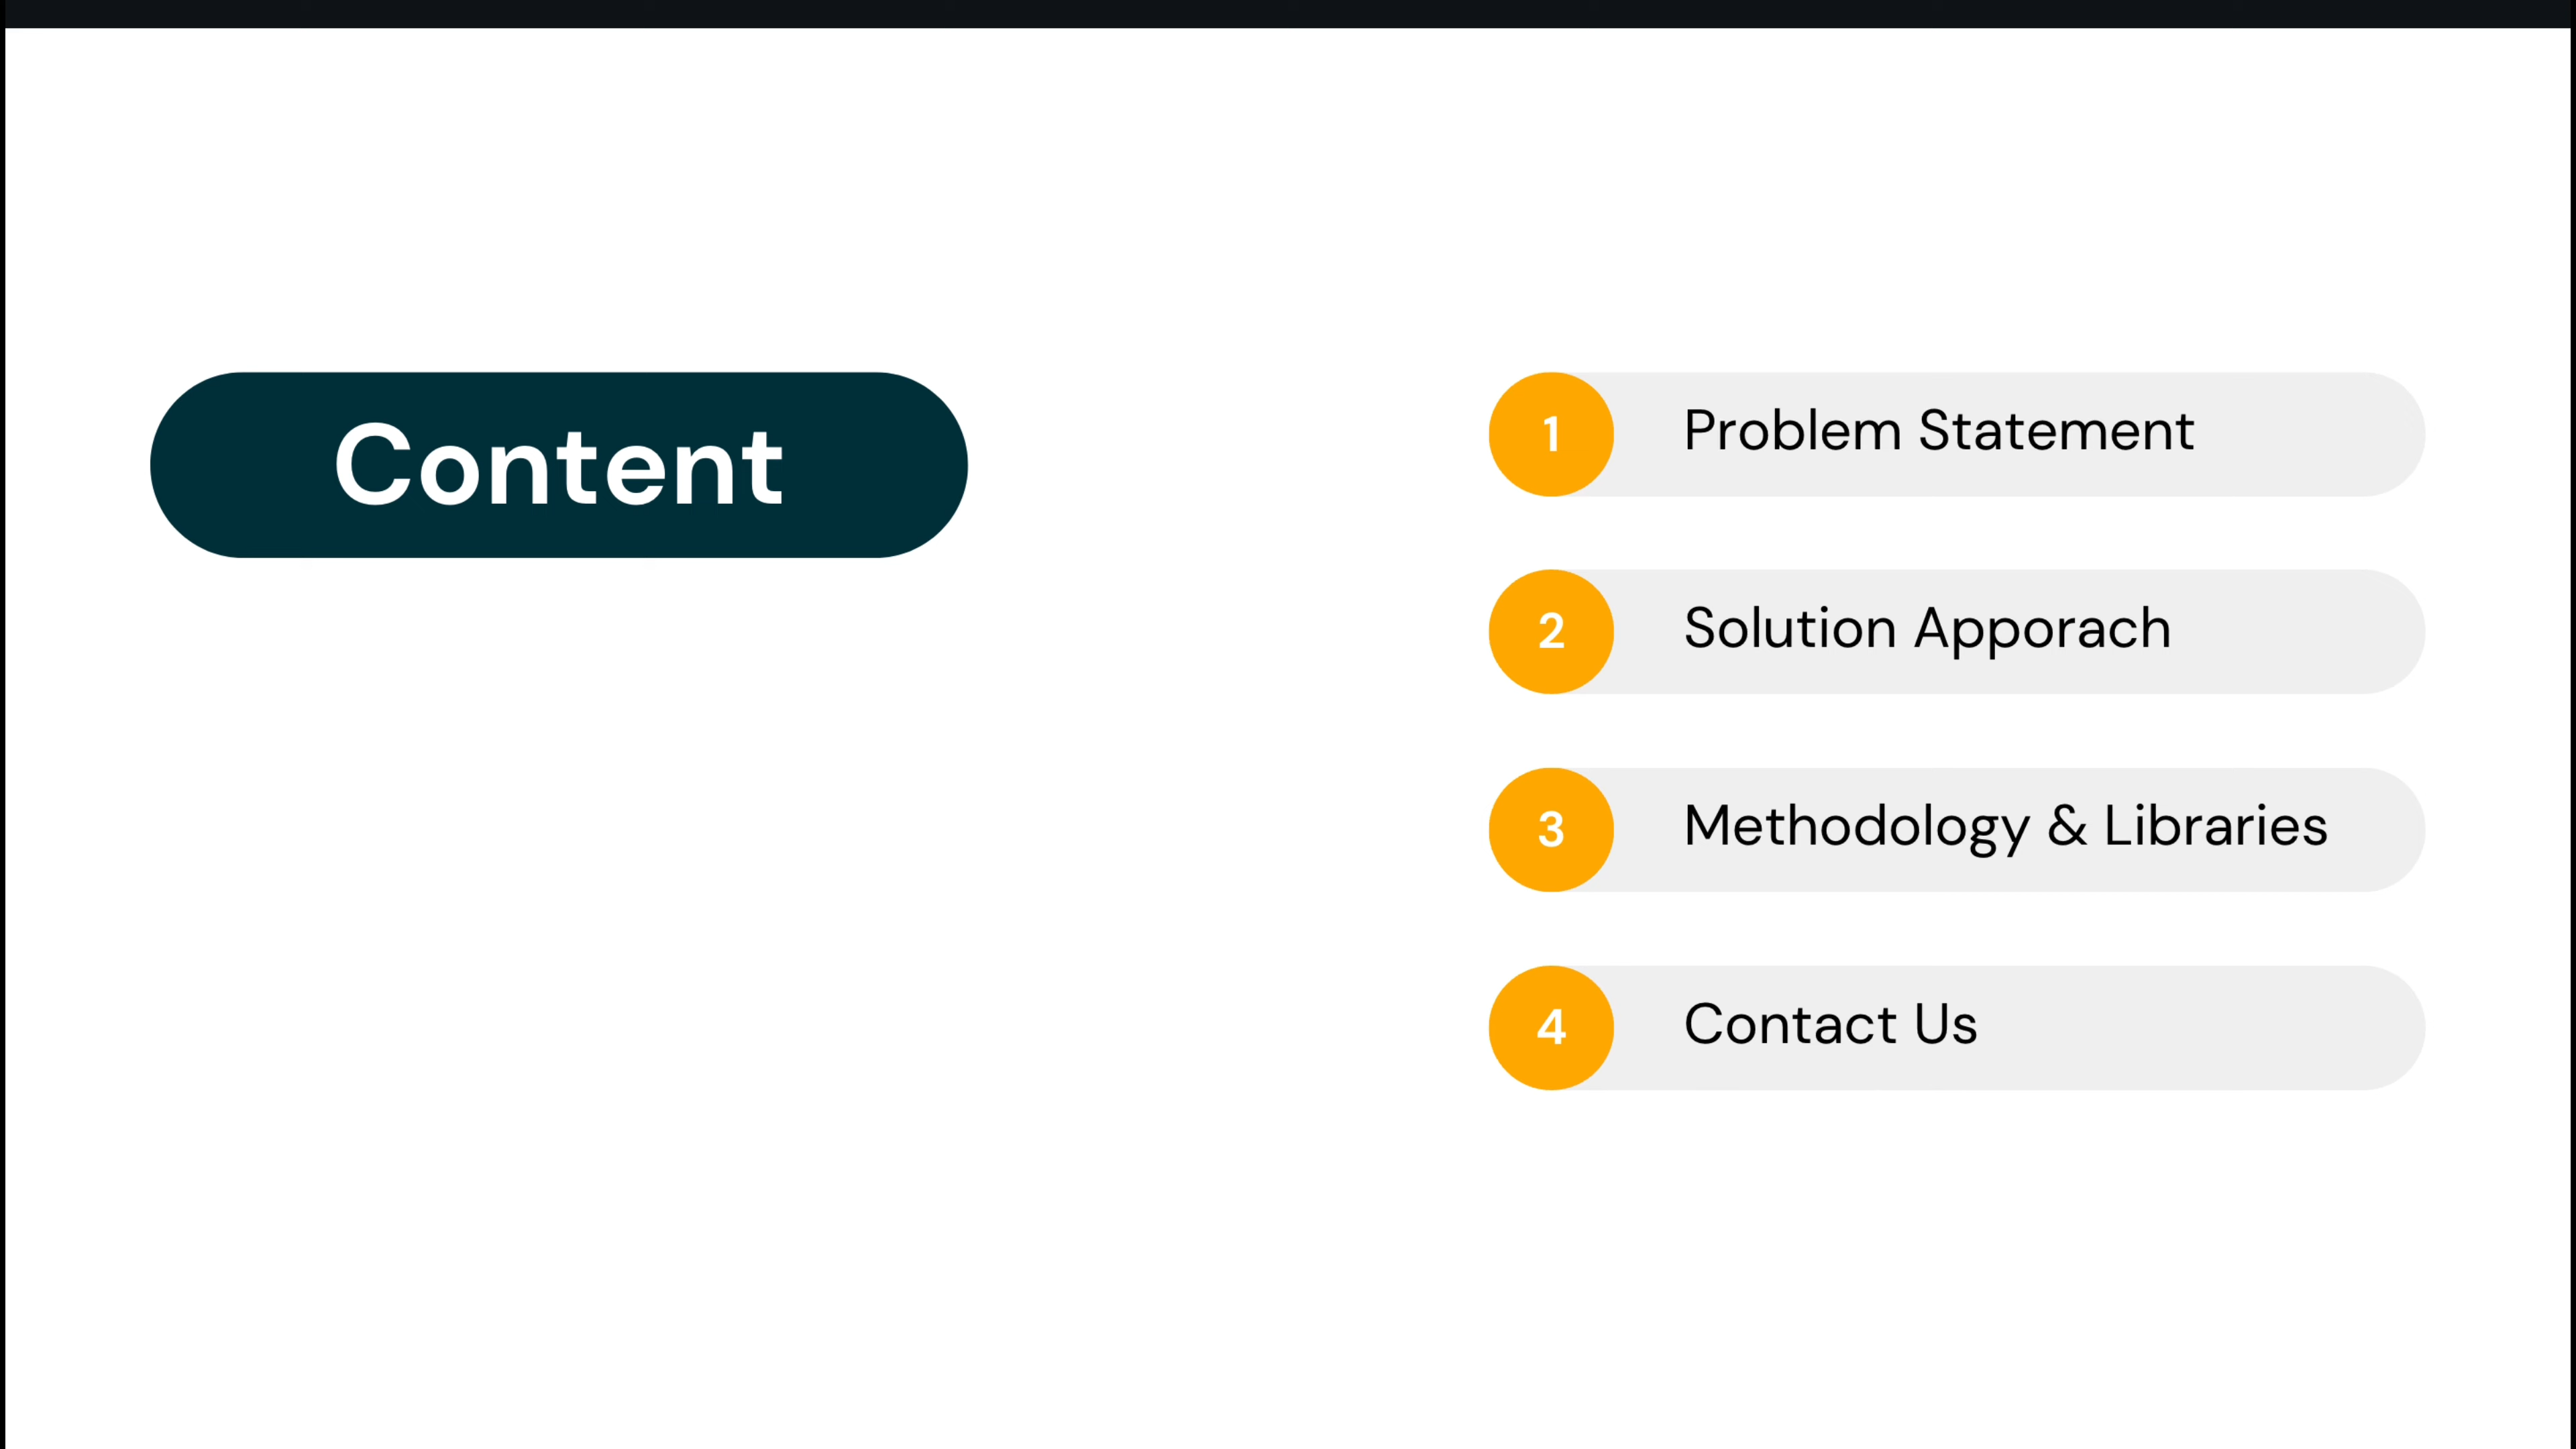 Content
1 Problem Statement
2 Solution Apporach
3 Methodology & Libraries
4 Contact Us